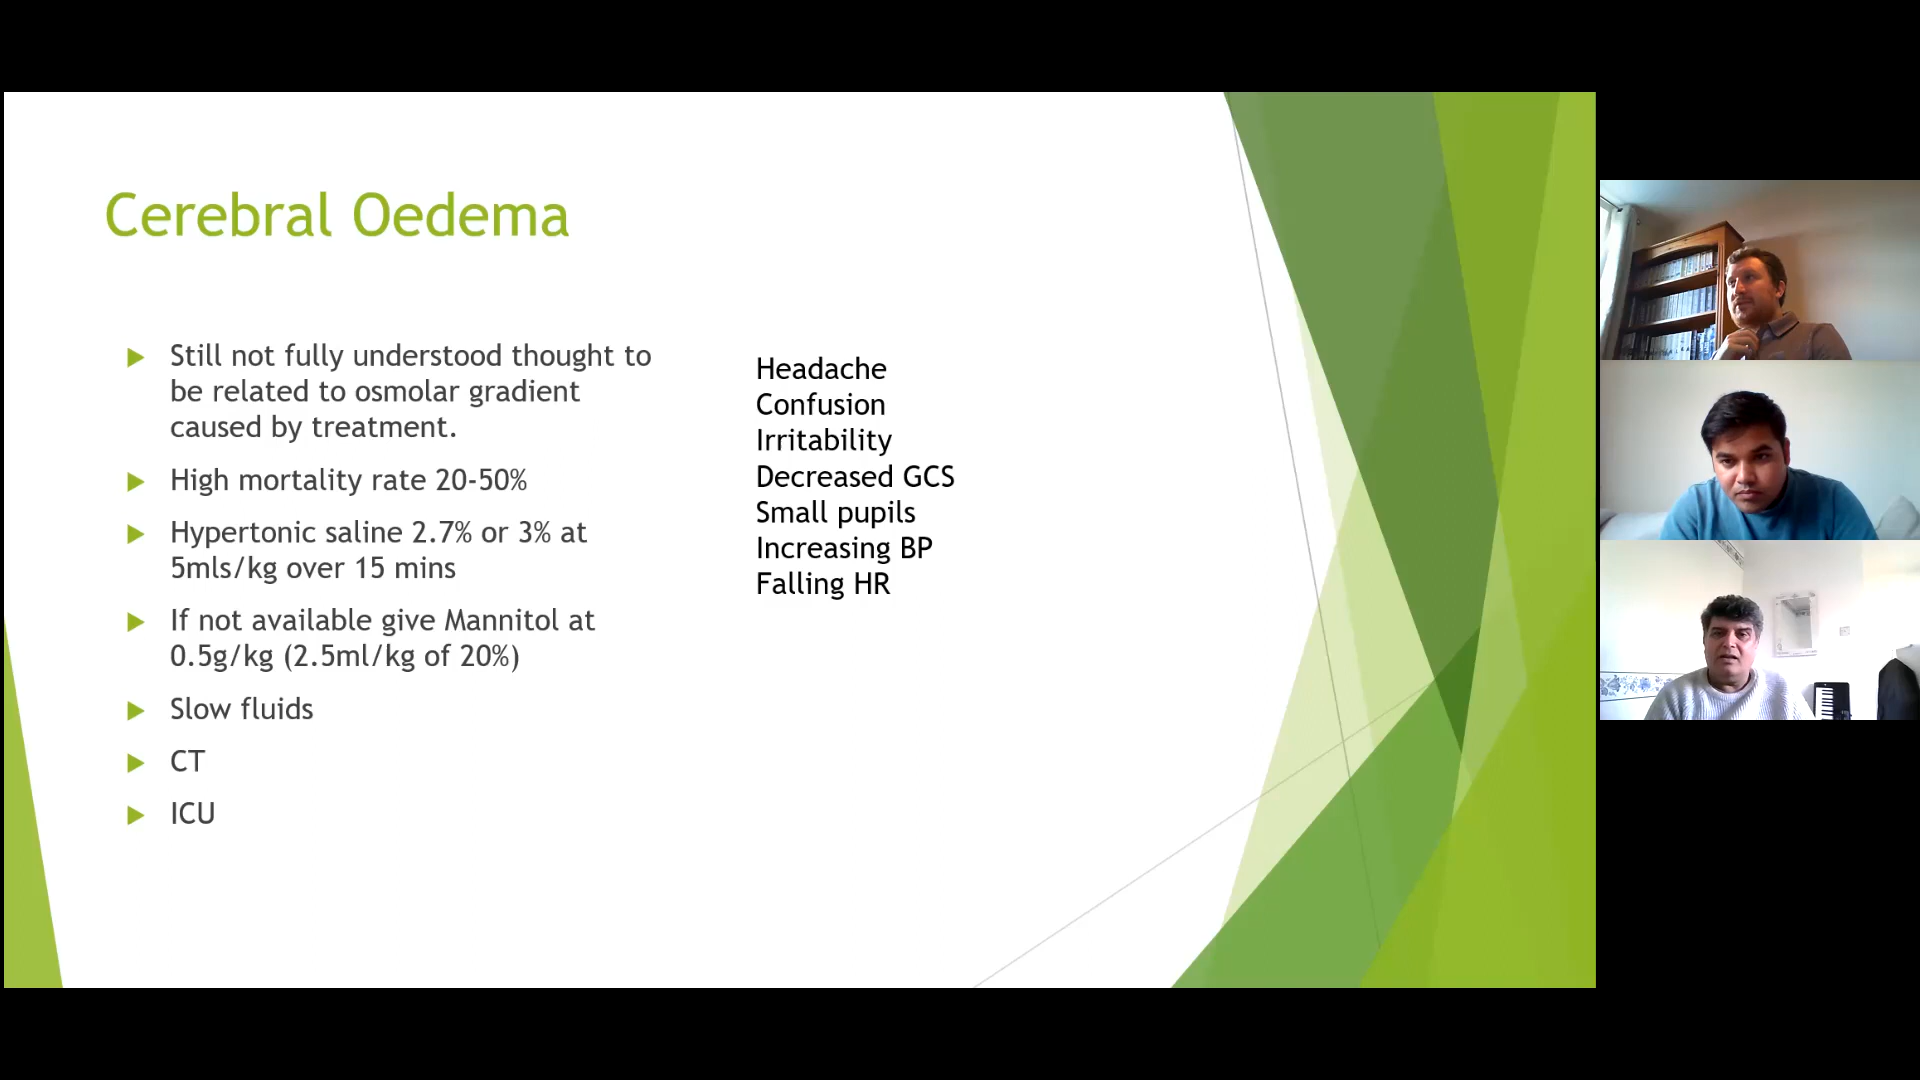 Cerebral Oedema
Still not fully understood thought to
be related to osmolar gradient
caused by treatment.
High mortality rate 20-50%
Hypertonic saline 2.7% or 3% at
5mls/kg over 15 mins
If not available give Mannitol at
0.5g/kg (2.5ml/kg of 20%)
Slow fluids
CT
ICU
Headache
Confusion
Irritability
Decreased GCS
Small pupils
Increasing BP
Falling HR